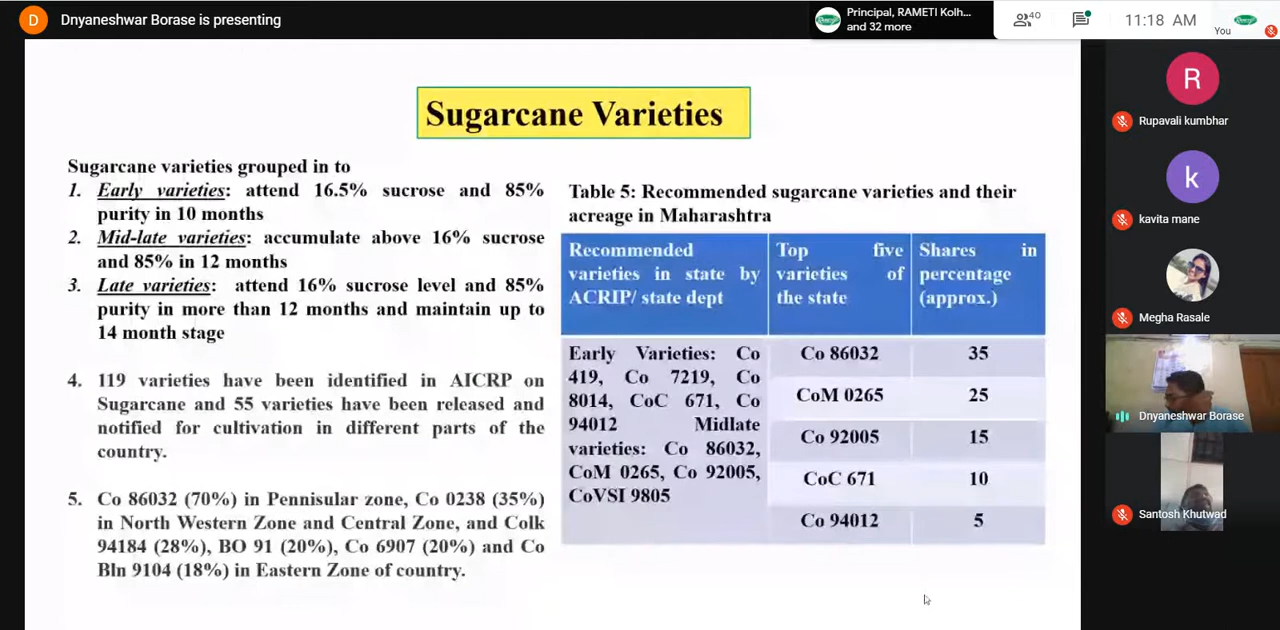 D
Dnyaneshwar Borase is presenting
Principal, RAMETI Kolh...
and 32 more
40
11:18 AM
You
Sugarcane Varieties
Sugarcane varieties grouped in to
1. Early varieties: attend 16.5% sucrose and 85%
purity in 10 months
2. Mid-late varieties: accumulate above 16% sucrose
and 85% in 12 months
3. Late varieties: attend 16% sucrose level and 85%
purity in more than 12 months and maintain up to
14 month stage
4. 119 varieties have been identified in AICRP on
Sugarcane and 55 varieties have been released and
notified for cultivation in different parts of the
country.
5. Co 86032 (70%) in Pennisular zone, Co 0238 (35%)
in North Western Zone and Central Zone, and Colk
94184 (28%), BO 91 (20%), Co 6907 (20%) and Co
Bln 9104 (18%) in Eastern Zone of country.
Table 5: Recommended sugarcane varieties and their
acreage in Maharashtra
Recommended
varieties in state by
ACRIP/ state dept
Top five
varieties of
the state
Shares in
percentage
(approx.)
Early Varieties: Co
419, Co 7219, Co
8014, CoC 671, Co
94012 Midlate
varieties: Co 86032,
CoM 0265, Co 92005,
CoVSI 9805
Co 86032 35
CoM 0265 25
Co 92005 15
CoC 671 10
Co 94012 5
R
Rupavali kumbhar
k
kavita mane
Megha Rasale
Dnyaneshwar Borase
Santosh Khutwad